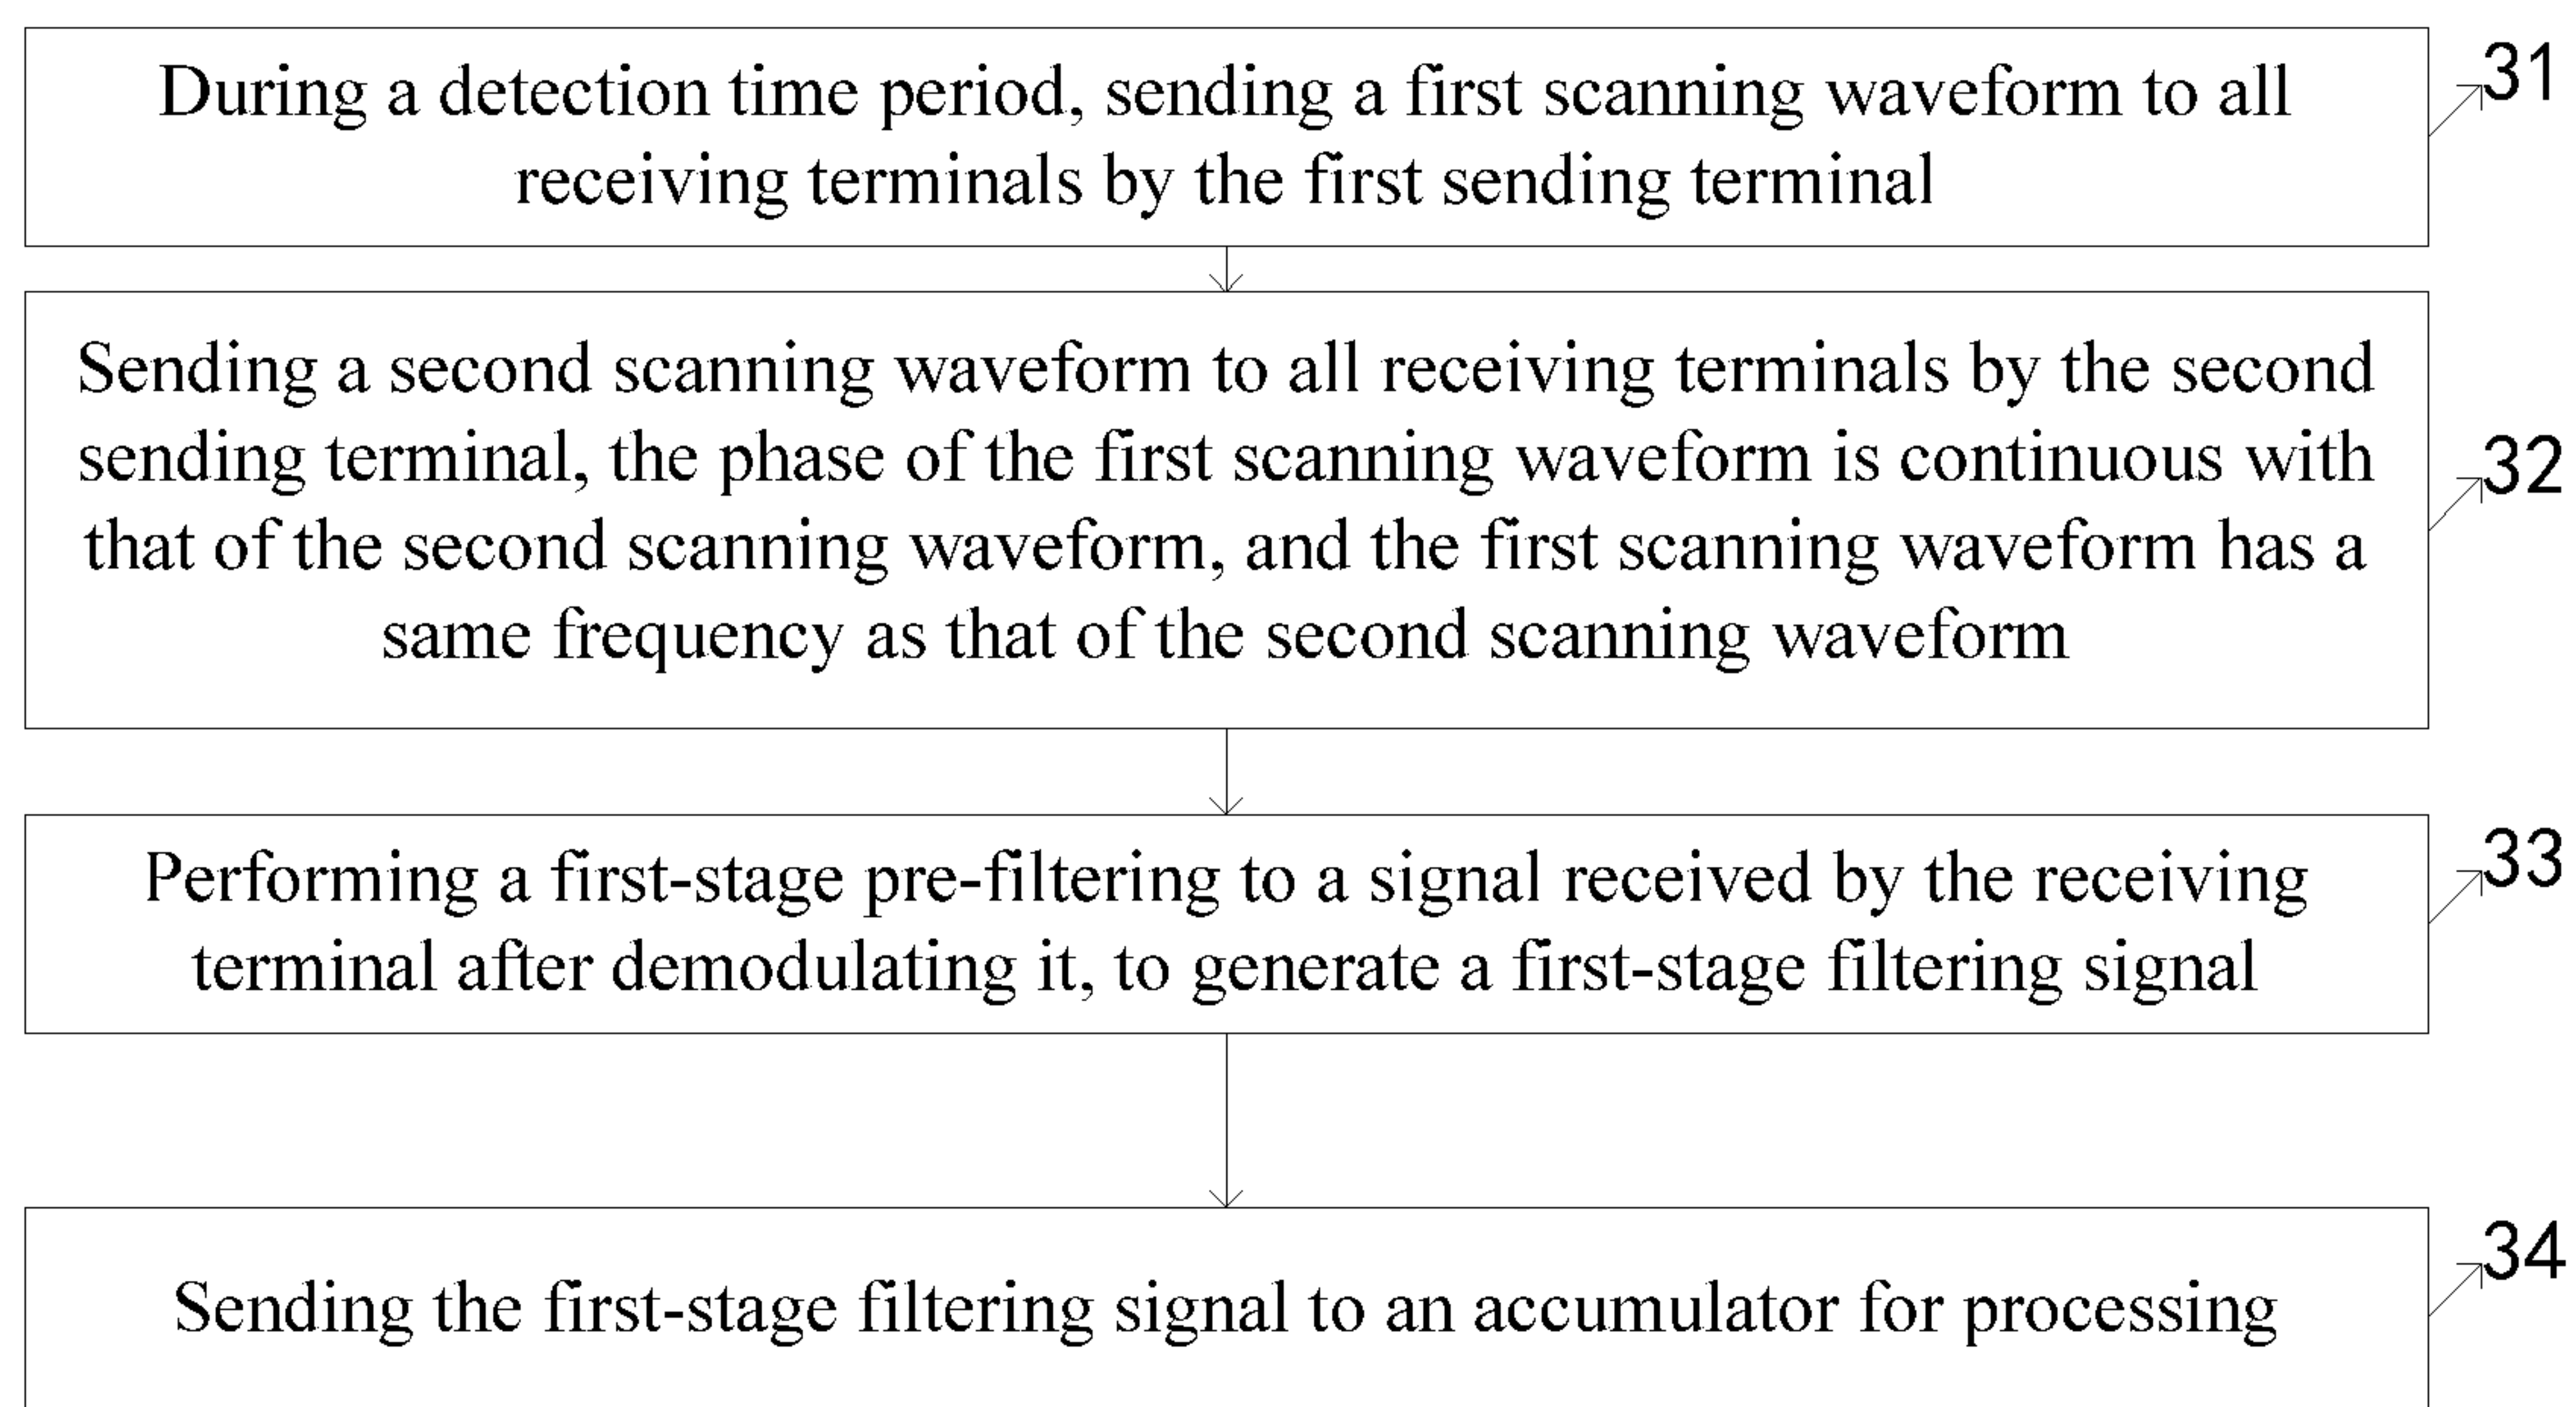 During a detection time period, sending a first scanning waveform to all
receiving terminals by the first sending terminal
31
Sending a second scanning waveform to all receiving terminals by the second
sending terminal, the phase of the first scanning waveform is continuous with
that of the second scanning waveform, and the first scanning waveform has a
same frequency as that of the second scanning waveform
32
Performing a first-stage pre-filtering to a signal received by the receiving
terminal after demodulating it, to generate a first-stage filtering signal
33
Sending the first-stage filtering signal to an accumulator for processing
34